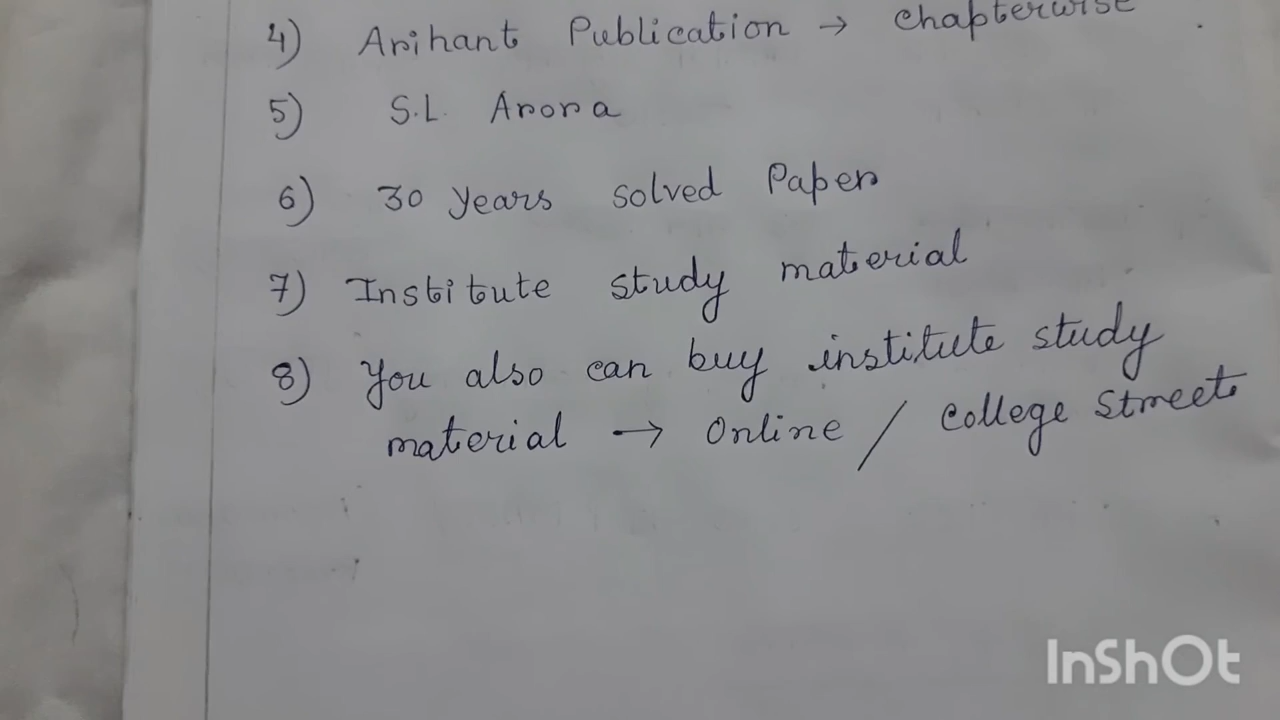 4) Arihant Publication → Chapterwise
5) S.L. Arora
6) 30 Years solved Paper
7) Institute study material
8) You also can buy institute study
material → Online / College Street
InShOt